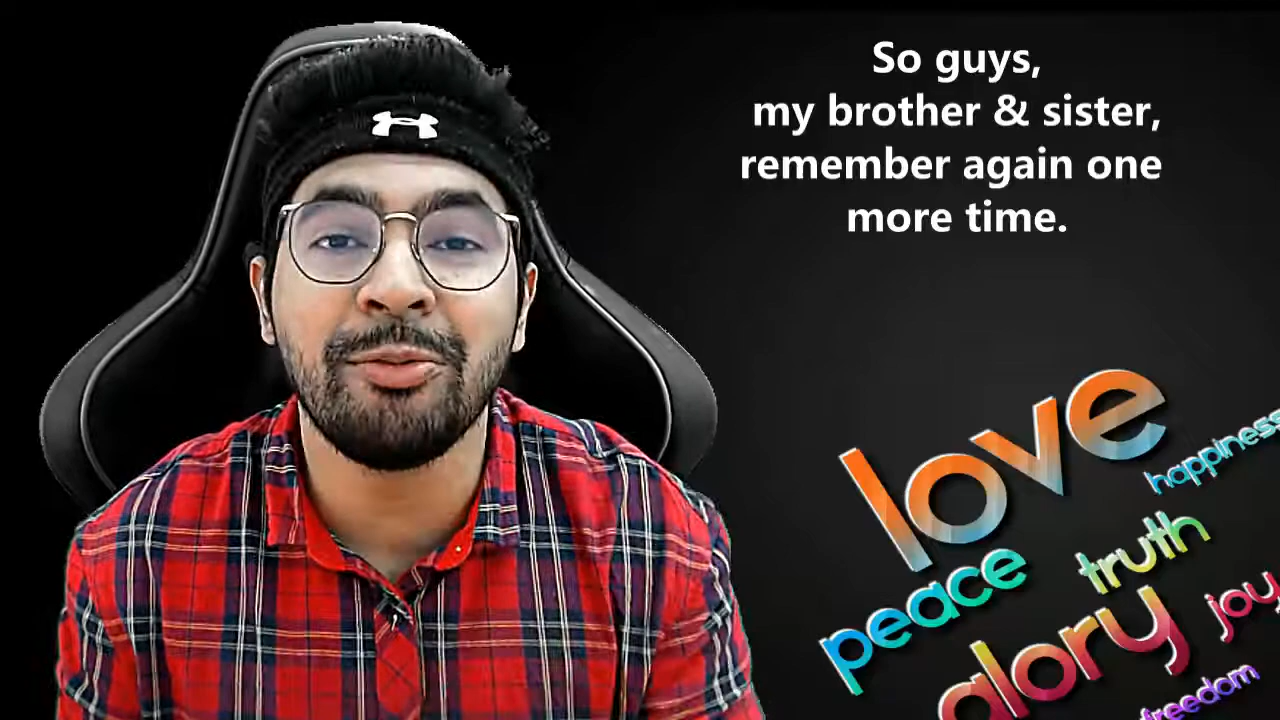 So guys,
my brother & sister,
remember again one
more time.
love
happiness
peace
truth
glory
joy
freedom